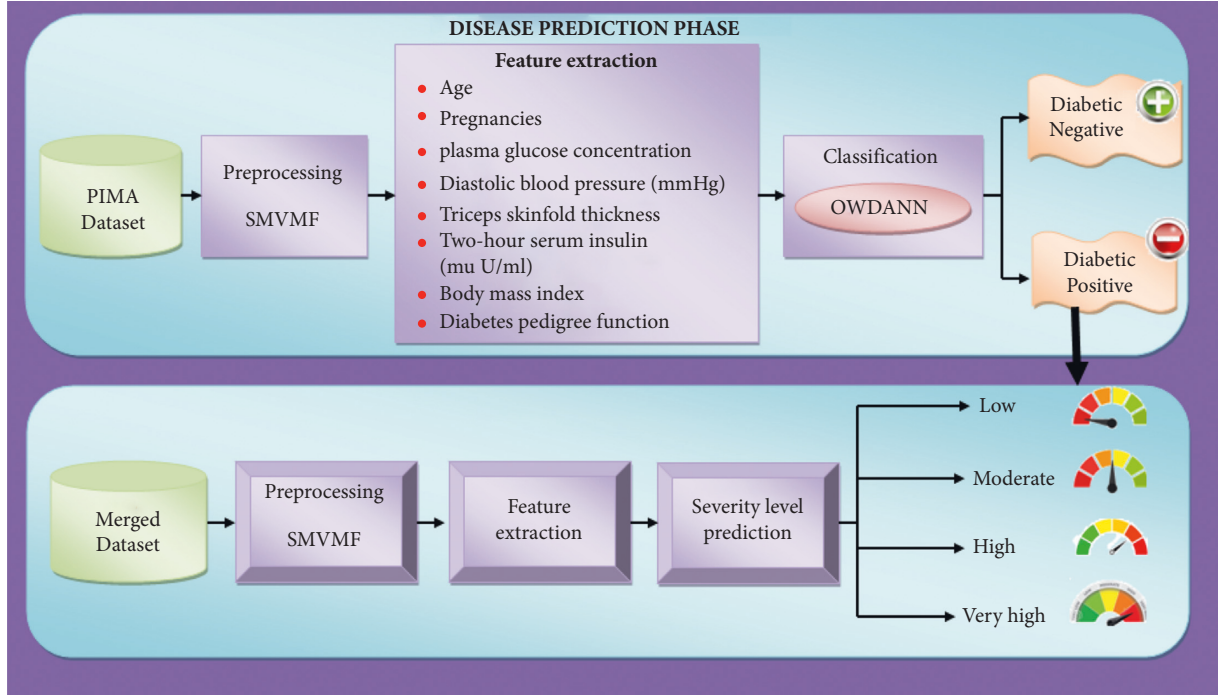 DISEASE PREDICTION PHASE
PIMA
Dataset
Preprocessing
SMVMF
Feature extraction
Age
Pregnancies
plasma glucose concentration
Diastolic blood pressure (mmHg)
Triceps skinfold thickness
Two-hour serum insulin
(mu U/ml)
Body mass index
Diabetes pedigree function
Classification
OWDANN
Diabetic
Negative
Diabetic
Positive
Merged
Dataset
Preprocessing
SMVMF
Feature
extraction
Severity level
prediction
Low
Moderate
High
Very high